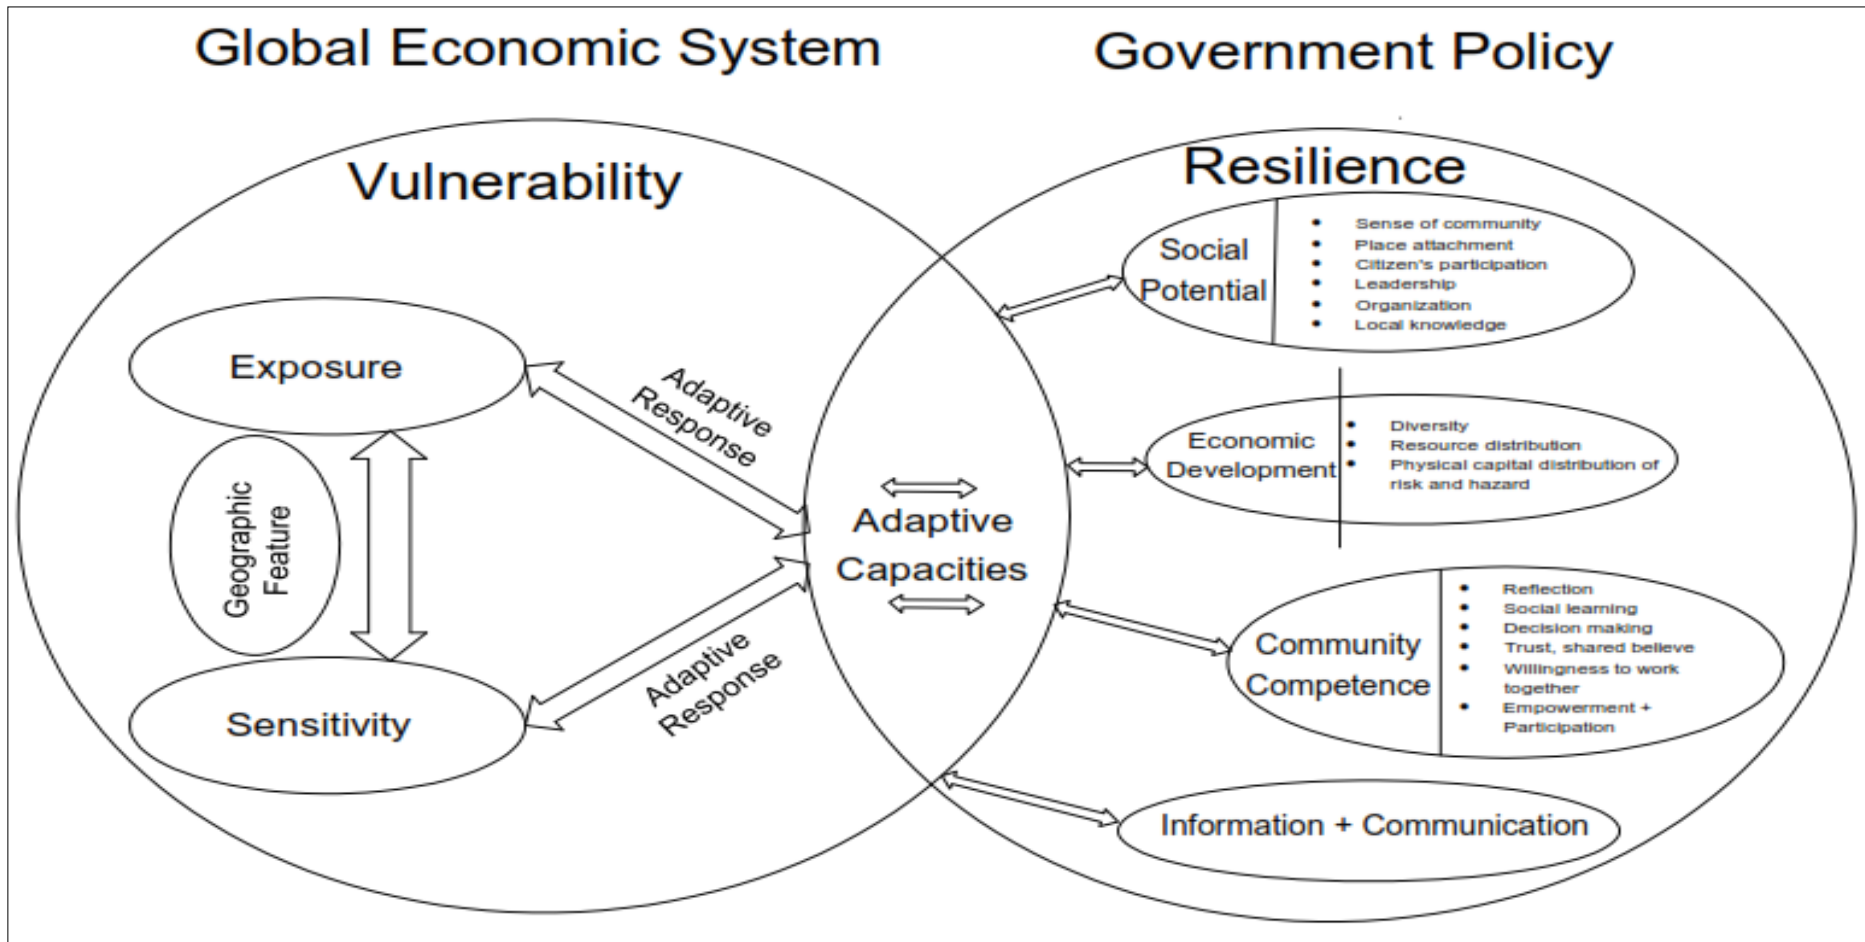 Global Economic System
Government Policy
Vulnerability
Exposure
Geographic
Feature
Sensitivity
Adaptive
Response
Adaptive
Response
Adaptive
Capacities
Resilience
Social
Potential
• Sense of community
• Place attachment
• Citizen's participation
• Leadership
• Organization
• Local knowledge
Economic
Development
• Diversity
• Resource distribution
• Physical capital distribution of
risk and hazard
Community
Competence
• Reflection
• Social learning
• Decision making
• Trust, shared believe
• Willingness to work
together
• Empowerment +
Participation
Information + Communication